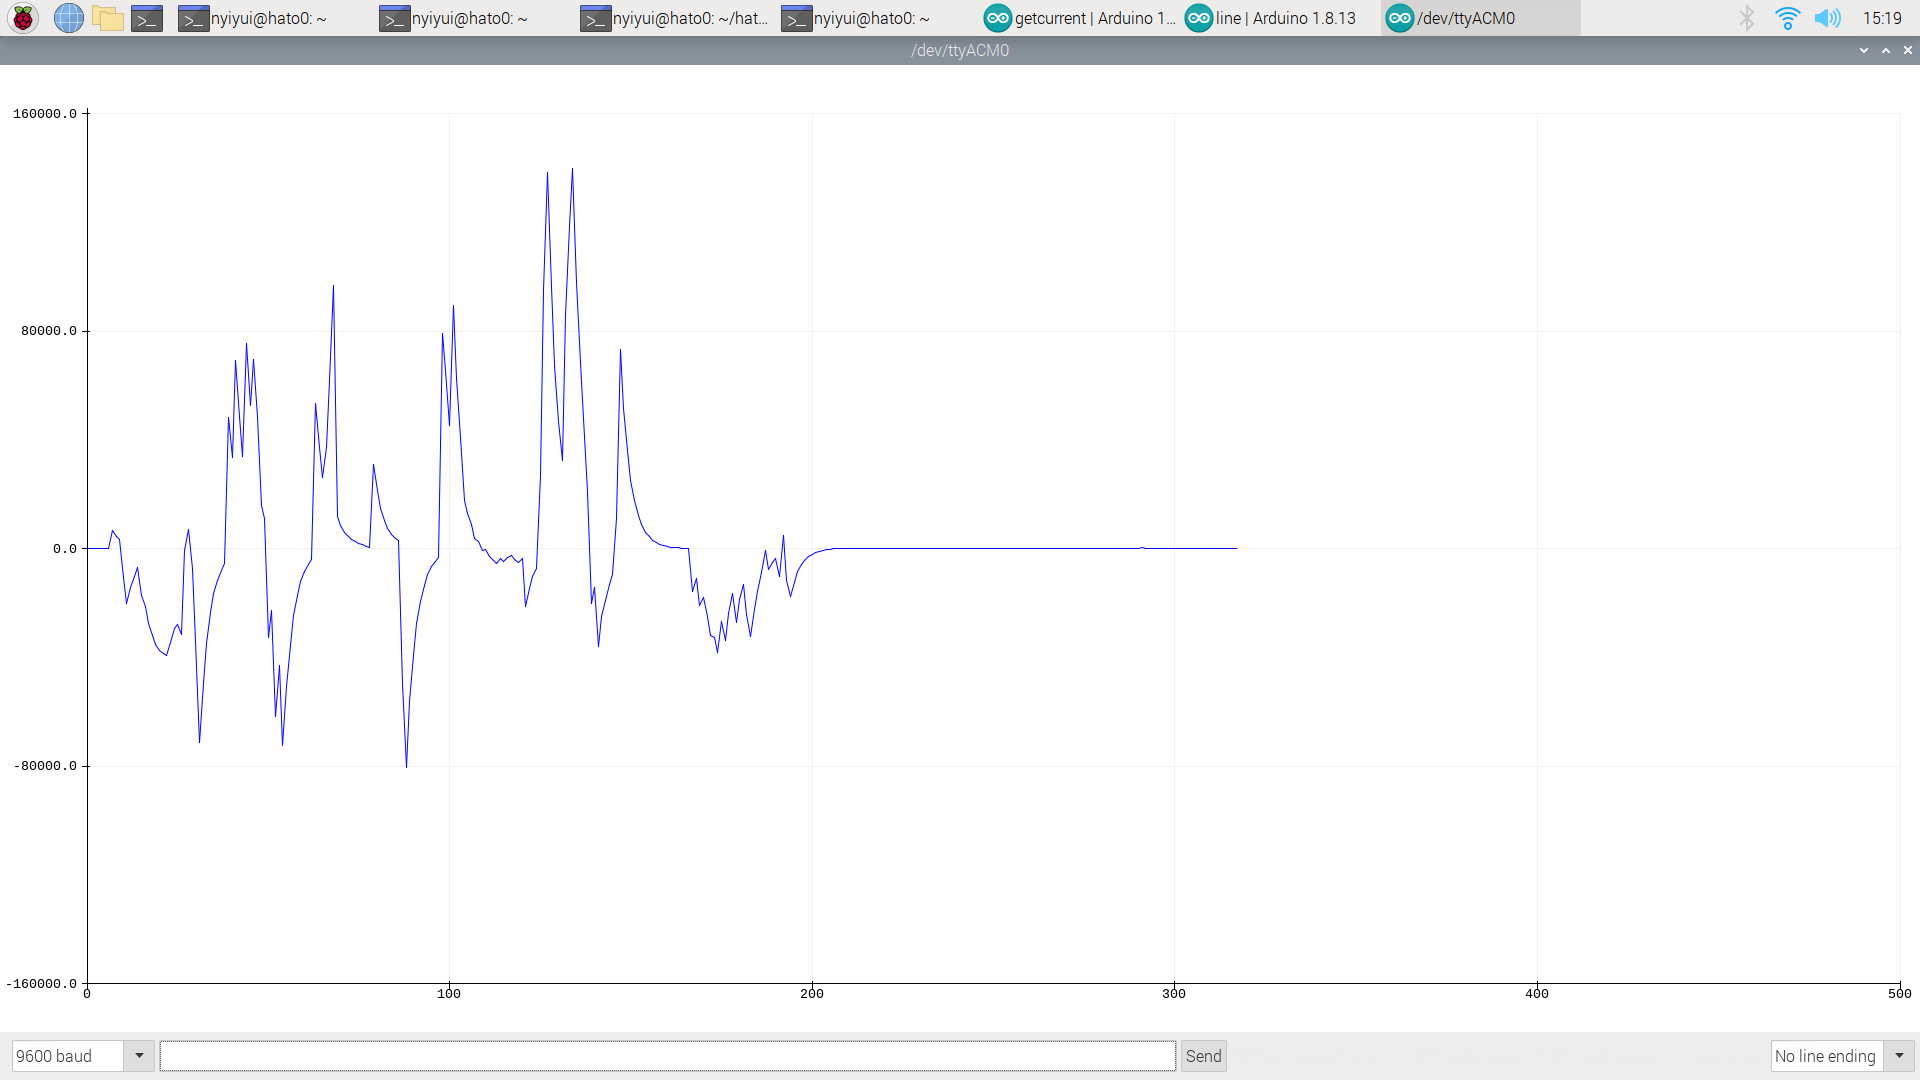 nyiyui@hato0: ~
nyiyui@hato0: ~
nyiyui@hato0: ~/hat...
nyiyui@hato0: ~
getcurrent | Arduino 1...
line | Arduino 1.8.13
/dev/ttyACM0
15:19
/dev/ttyACM0
160000.0
80000.0
0.0
-80000.0
-160000.0
0 100 200 300 400 500
9600 baud
Send
No line ending